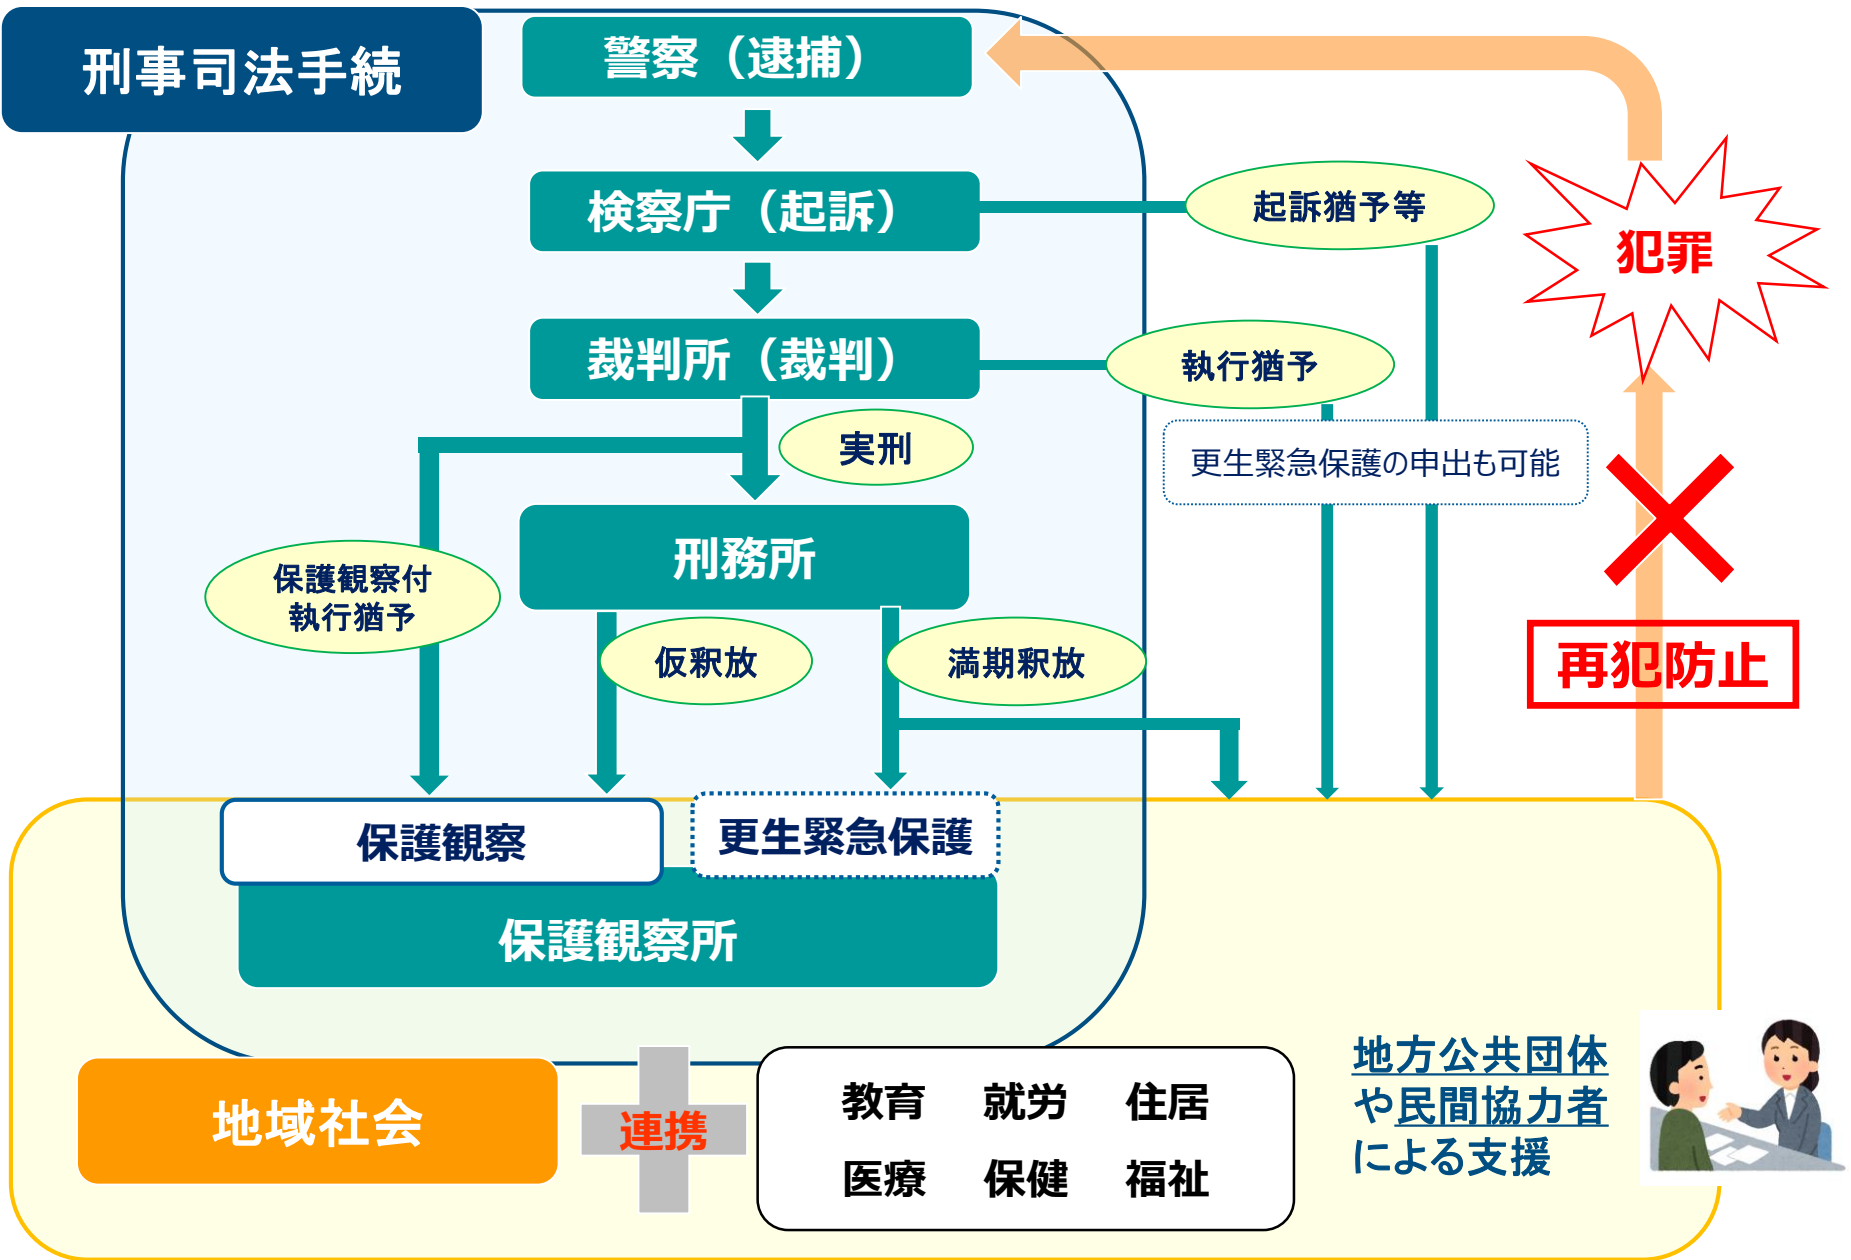 刑事司法手続
警察（逮捕）
検察庁（起訴）
起訴猶予等
犯罪
裁判所（裁判）
執行猶予
実刑
更生緊急保護の申出も可能
刑務所
保護観察付
執行猶予
仮釈放
満期釈放
再犯防止
保護観察
更生緊急保護
保護観察所
地域社会
連携
教育 就労 住居
医療 保健 福祉
地方公共団体
や民間協力者
による支援